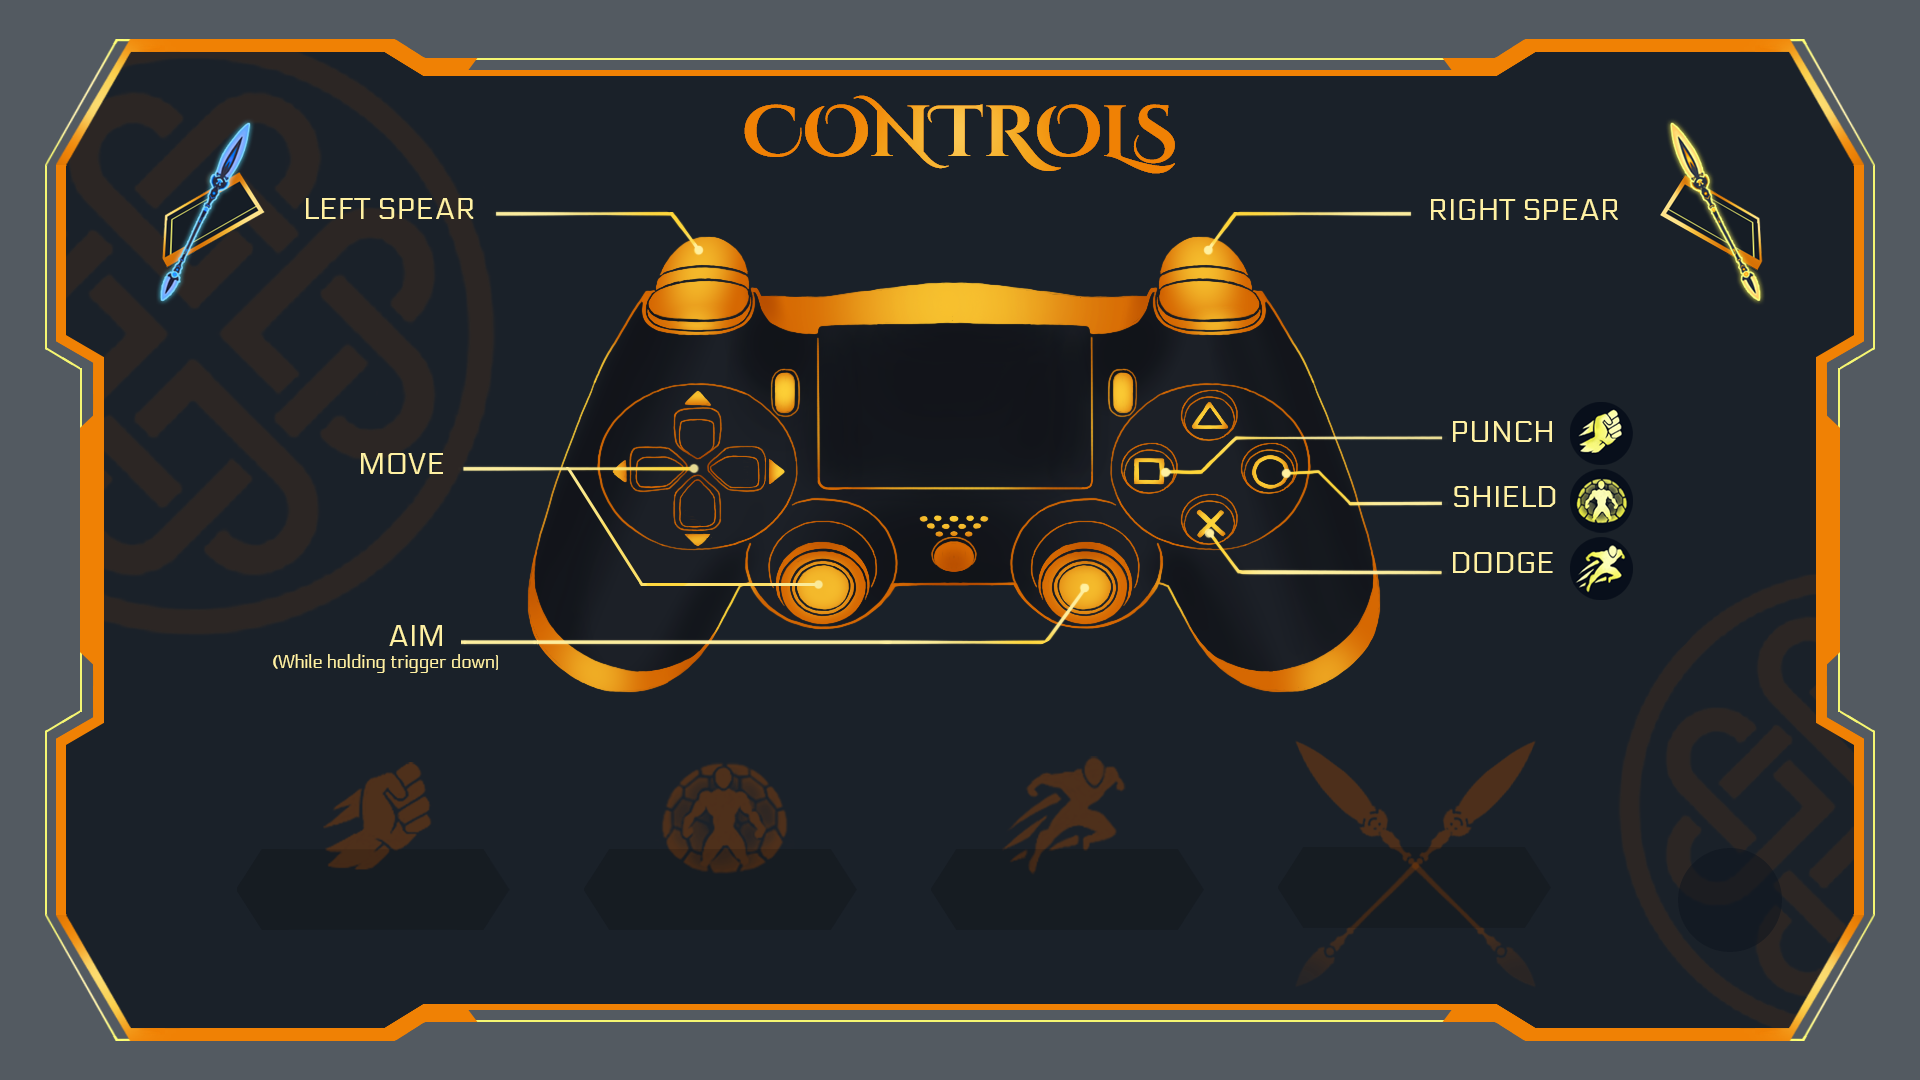 CONTROLS
LEFT SPEAR
RIGHT SPEAR
PUNCH
MOVE
SHIELD
DODGE
AIM
(While holding trigger down)